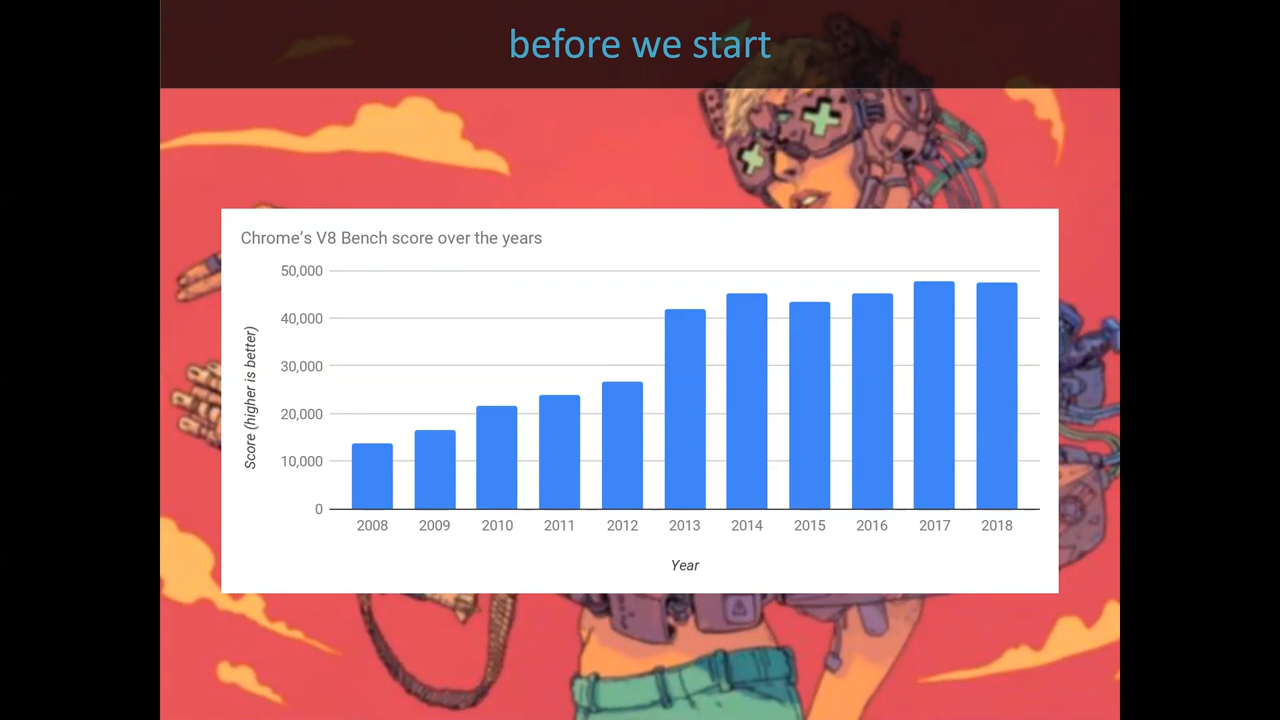 before we start
Chrome's V8 Bench score over the years
Score (higher is better)
50,000
40,000
30,000
20,000
10,000
0
2008 2009 2010 2011 2012 2013 2014 2015 2016 2017 2018
Year